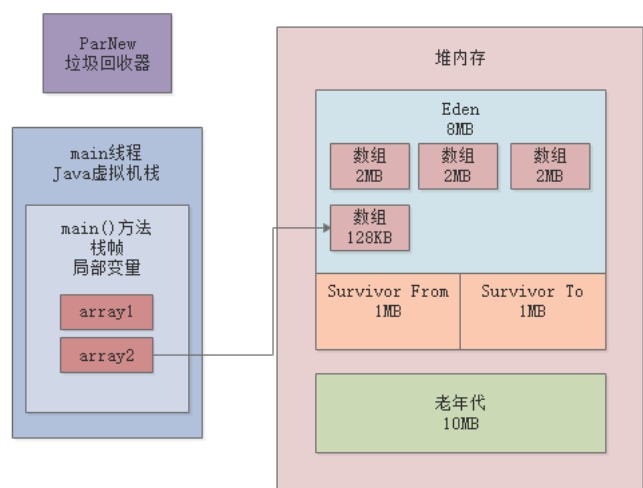 ParNew
垃圾回收器
main线程
Java虚拟机栈
main()方法
栈帧
局部变量
array1
array2
堆内存
Eden
8MB
数组
2MB
数组
2MB
数组
2MB
数组
128KB
Survivor From
1MB
Survivor To
1MB
老年代
10MB